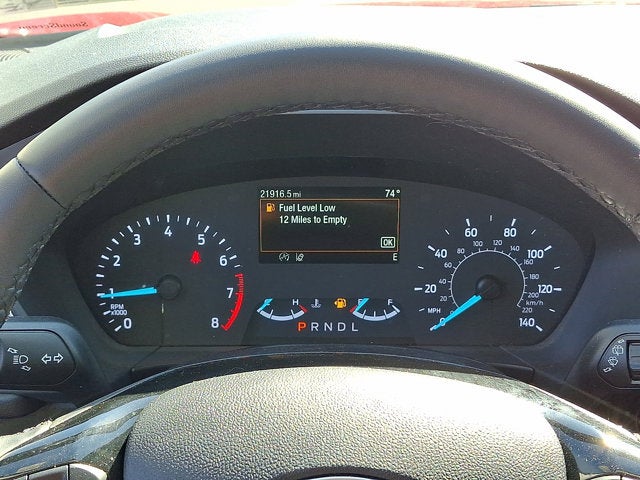 SoundScreen
21916.5 mi 74°
Fuel Level Low
12 Miles to Empty
OK
E
0 1 2 3 4 5 6 7 8
RPM
x1000
C H E F
P R N D L
0 20 40 60 80 100 120 140
MPH
20 40 60 80 100 120 140 160 180 200 220
km/h